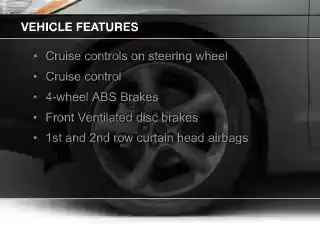 VEHICLE FEATURES
• Cruise controls on steering wheel
• Cruise control
• 4-wheel ABS Brakes
• Front Ventilated disc brakes
• 1st and 2nd row curtain head airbags